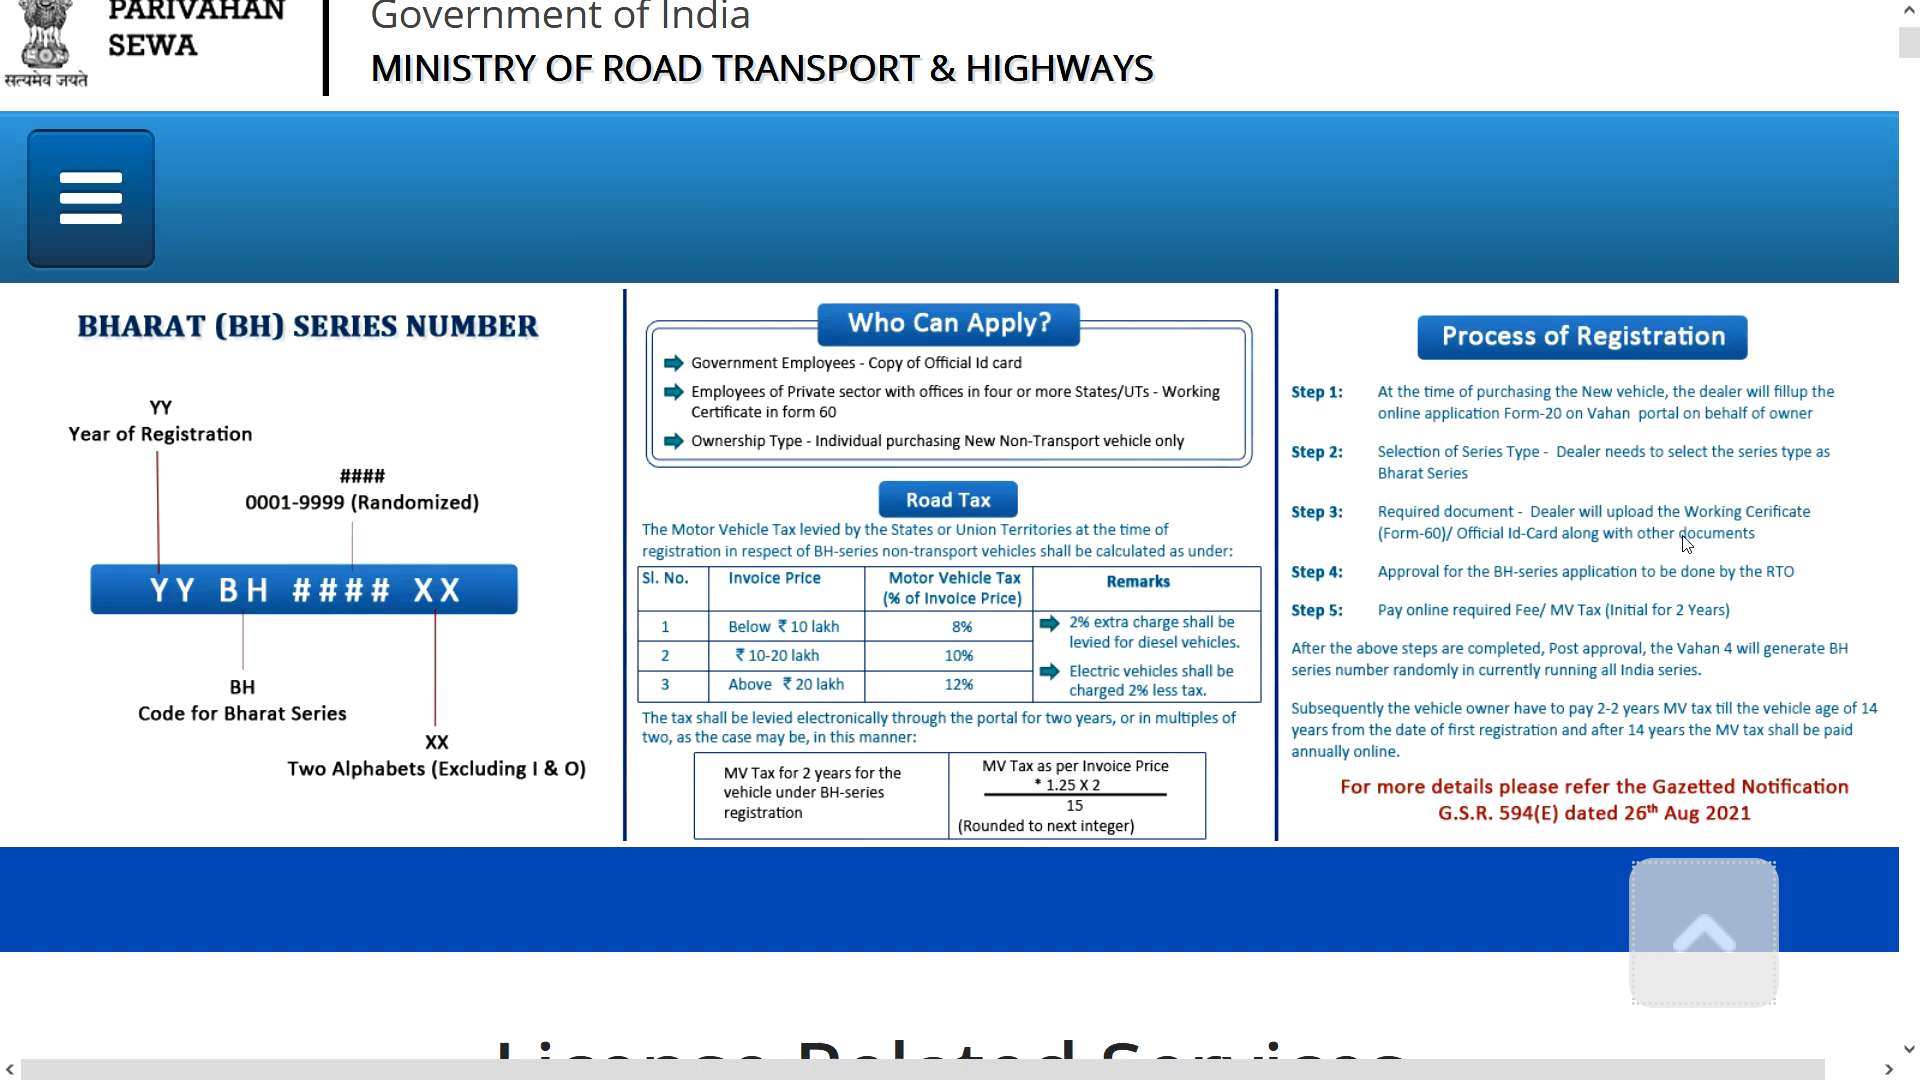 PARIVAHAN
SEWA
सत्यमेव जयते
Government of India
MINISTRY OF ROAD TRANSPORT & HIGHWAYS
BHARAT (BH) SERIES NUMBER
YY
Year of Registration
####
0001-9999 (Randomized)
YY BH #### XX
BH
Code for Bharat Series
XX
Two Alphabets (Excluding I & O)
Who Can Apply?
Government Employees - Copy of Official Id card
Employees of Private sector with offices in four or more States/UTs - Working
Certificate in form 60
Ownership Type - Individual purchasing New Non-Transport vehicle only
Road Tax
The Motor Vehicle Tax levied by the States or Union Territories at the time of
registration in respect of BH-series non-transport vehicles shall be calculated as under:
Sl. No. Invoice Price Motor Vehicle Tax Remarks
(% of Invoice Price)
1 Below ₹ 10 lakh 8%
2 ₹ 10-20 lakh 10%
3 Above ₹ 20 lakh 12%
2% extra charge shall be
levied for diesel vehicles.
Electric vehicles shall be
charged 2% less tax.
The tax shall be levied electronically through the portal for two years, or in multiples of
two, as the case may be, in this manner:
MV Tax for 2 years for the
vehicle under BH-series
registration
MV Tax as per Invoice Price
* 1.25 X 2
15
(Rounded to next integer)
Process of Registration
Step 1: At the time of purchasing the New vehicle, the dealer will fillup the
online application Form-20 on Vahan portal on behalf of owner
Step 2: Selection of Series Type - Dealer needs to select the series type as
Bharat Series
Step 3: Required document - Dealer will upload the Working Cerificate
(Form-60)/ Official Id-Card along with other documents
Step 4: Approval for the BH-series application to be done by the RTO
Step 5: Pay online required Fee/ MV Tax (Initial for 2 Years)
After the above steps are completed, Post approval, the Vahan 4 will generate BH
series number randomly in currently running all India series.
Subsequently the vehicle owner have to pay 2-2 years MV tax till the vehicle age of 14
years from the date of first registration and after 14 years the MV tax shall be paid
annually online.
For more details please refer the Gazetted Notification
G.S.R. 594(E) dated 26th Aug 2021
License Related Services